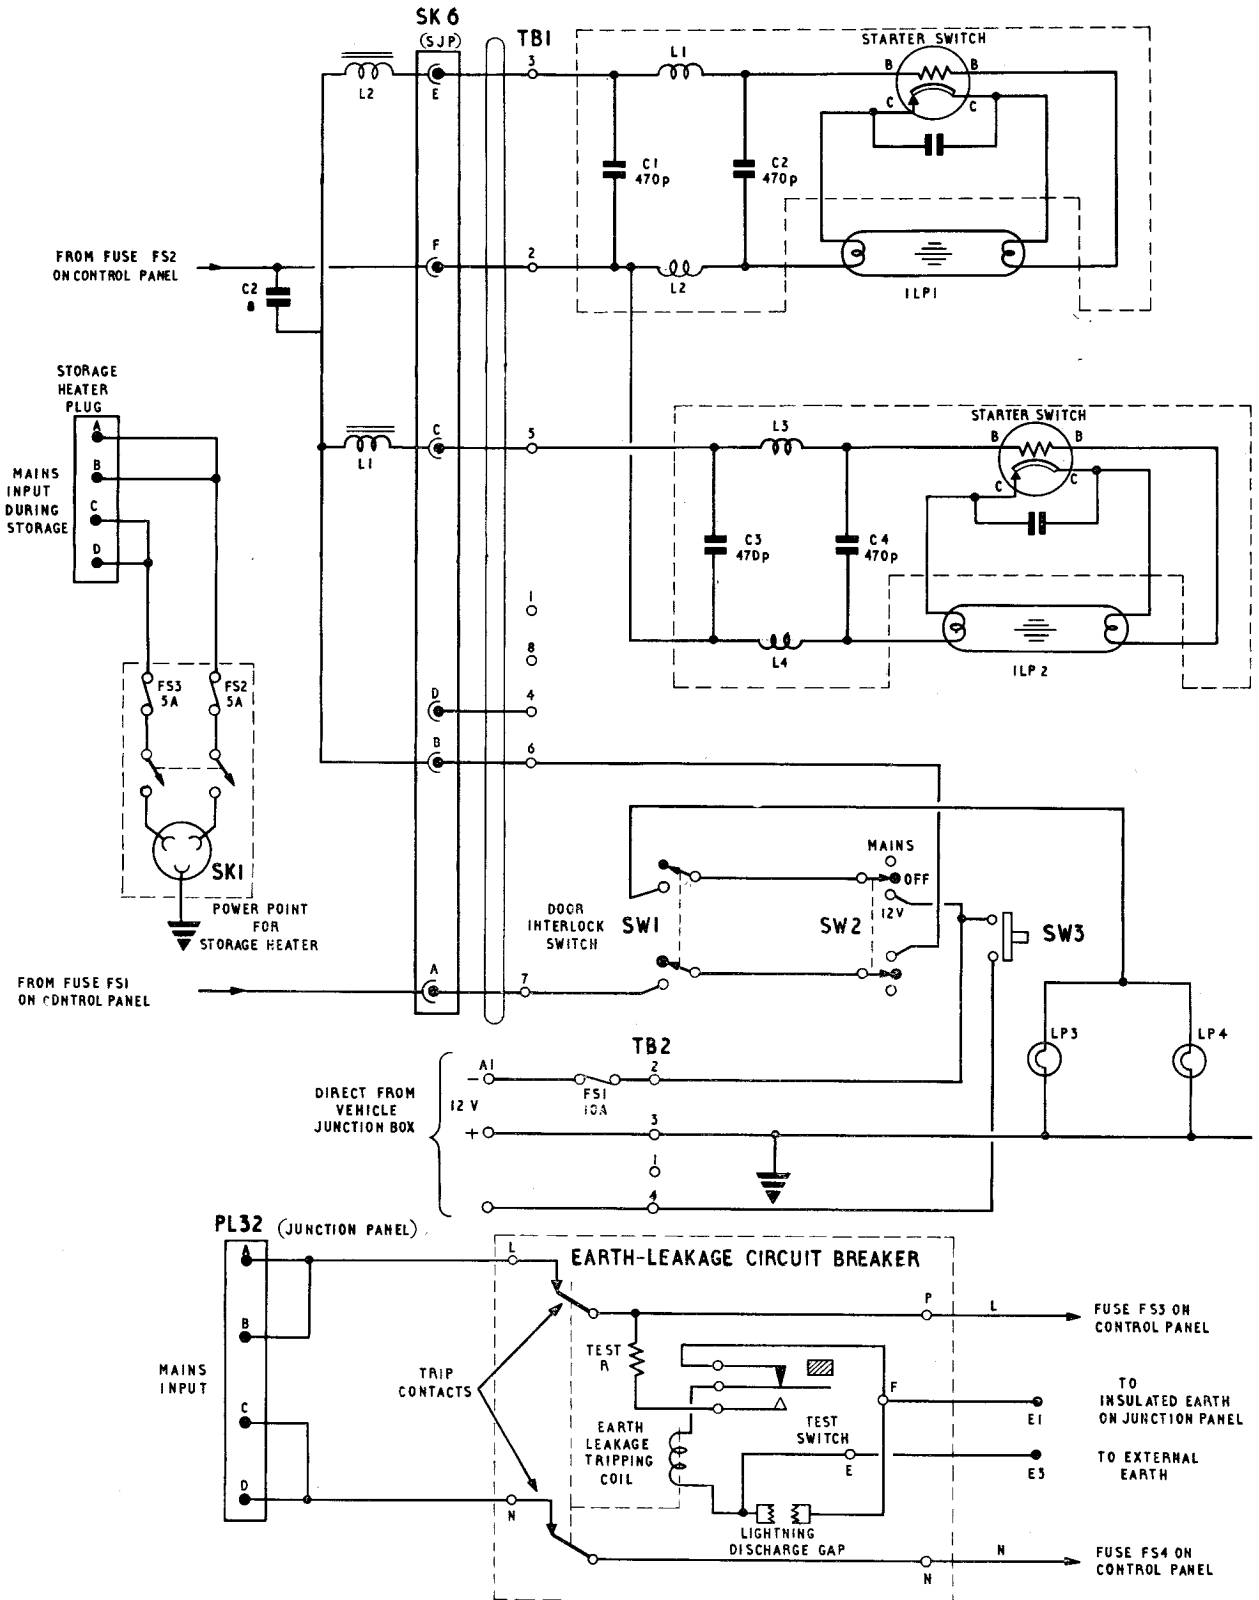 SK 6
(SJP)
TB1
STARTER SWITCH
L1
3
B
B
L2
E
C
C
C1
470p
C2
470p
FROM FUSE FS2
ON CONTROL PANEL
F
2
C2
8
L2
ILP1
STORAGE
HEATER
PLUG
STARTER SWITCH
A
C
5
L3
B
B
L1
MAINS
INPUT
DURING
STORAGE
B
C
C
C
D
C3
470p
C4
470p
1
8
L4
ILP 2
FS3
5A
FS2
5A
D
4
B
6
MAINS
OFF
12V
SK1
POWER POINT
FOR
STORAGE HEATER
DOOR
INTERLOCK
SWITCH
SW1
SW2
SW3
FROM FUSE FS1
ON CONTROL PANEL
A
7
LP3
LP4
TB2
A1
2
DIRECT FROM
VEHICLE
JUNCTION BOX
-
12 V
+
FS1
10A
3
1
4
PL32 (JUNCTION PANEL)
A
L
EARTH-LEAKAGE CIRCUIT BREAKER
P
L
FUSE FS3 ON
CONTROL PANEL
B
TEST
R
MAINS
INPUT
TRIP
CONTACTS
F
TO
INSULATED EARTH
ON JUNCTION PANEL
E1
C
EARTH
LEAKAGE
TRIPPING
COIL
TEST
SWITCH
E
E3
TO EXTERNAL
EARTH
D
N
LIGHTNING
DISCHARGE GAP
N
N
FUSE FS4 ON
CONTROL PANEL